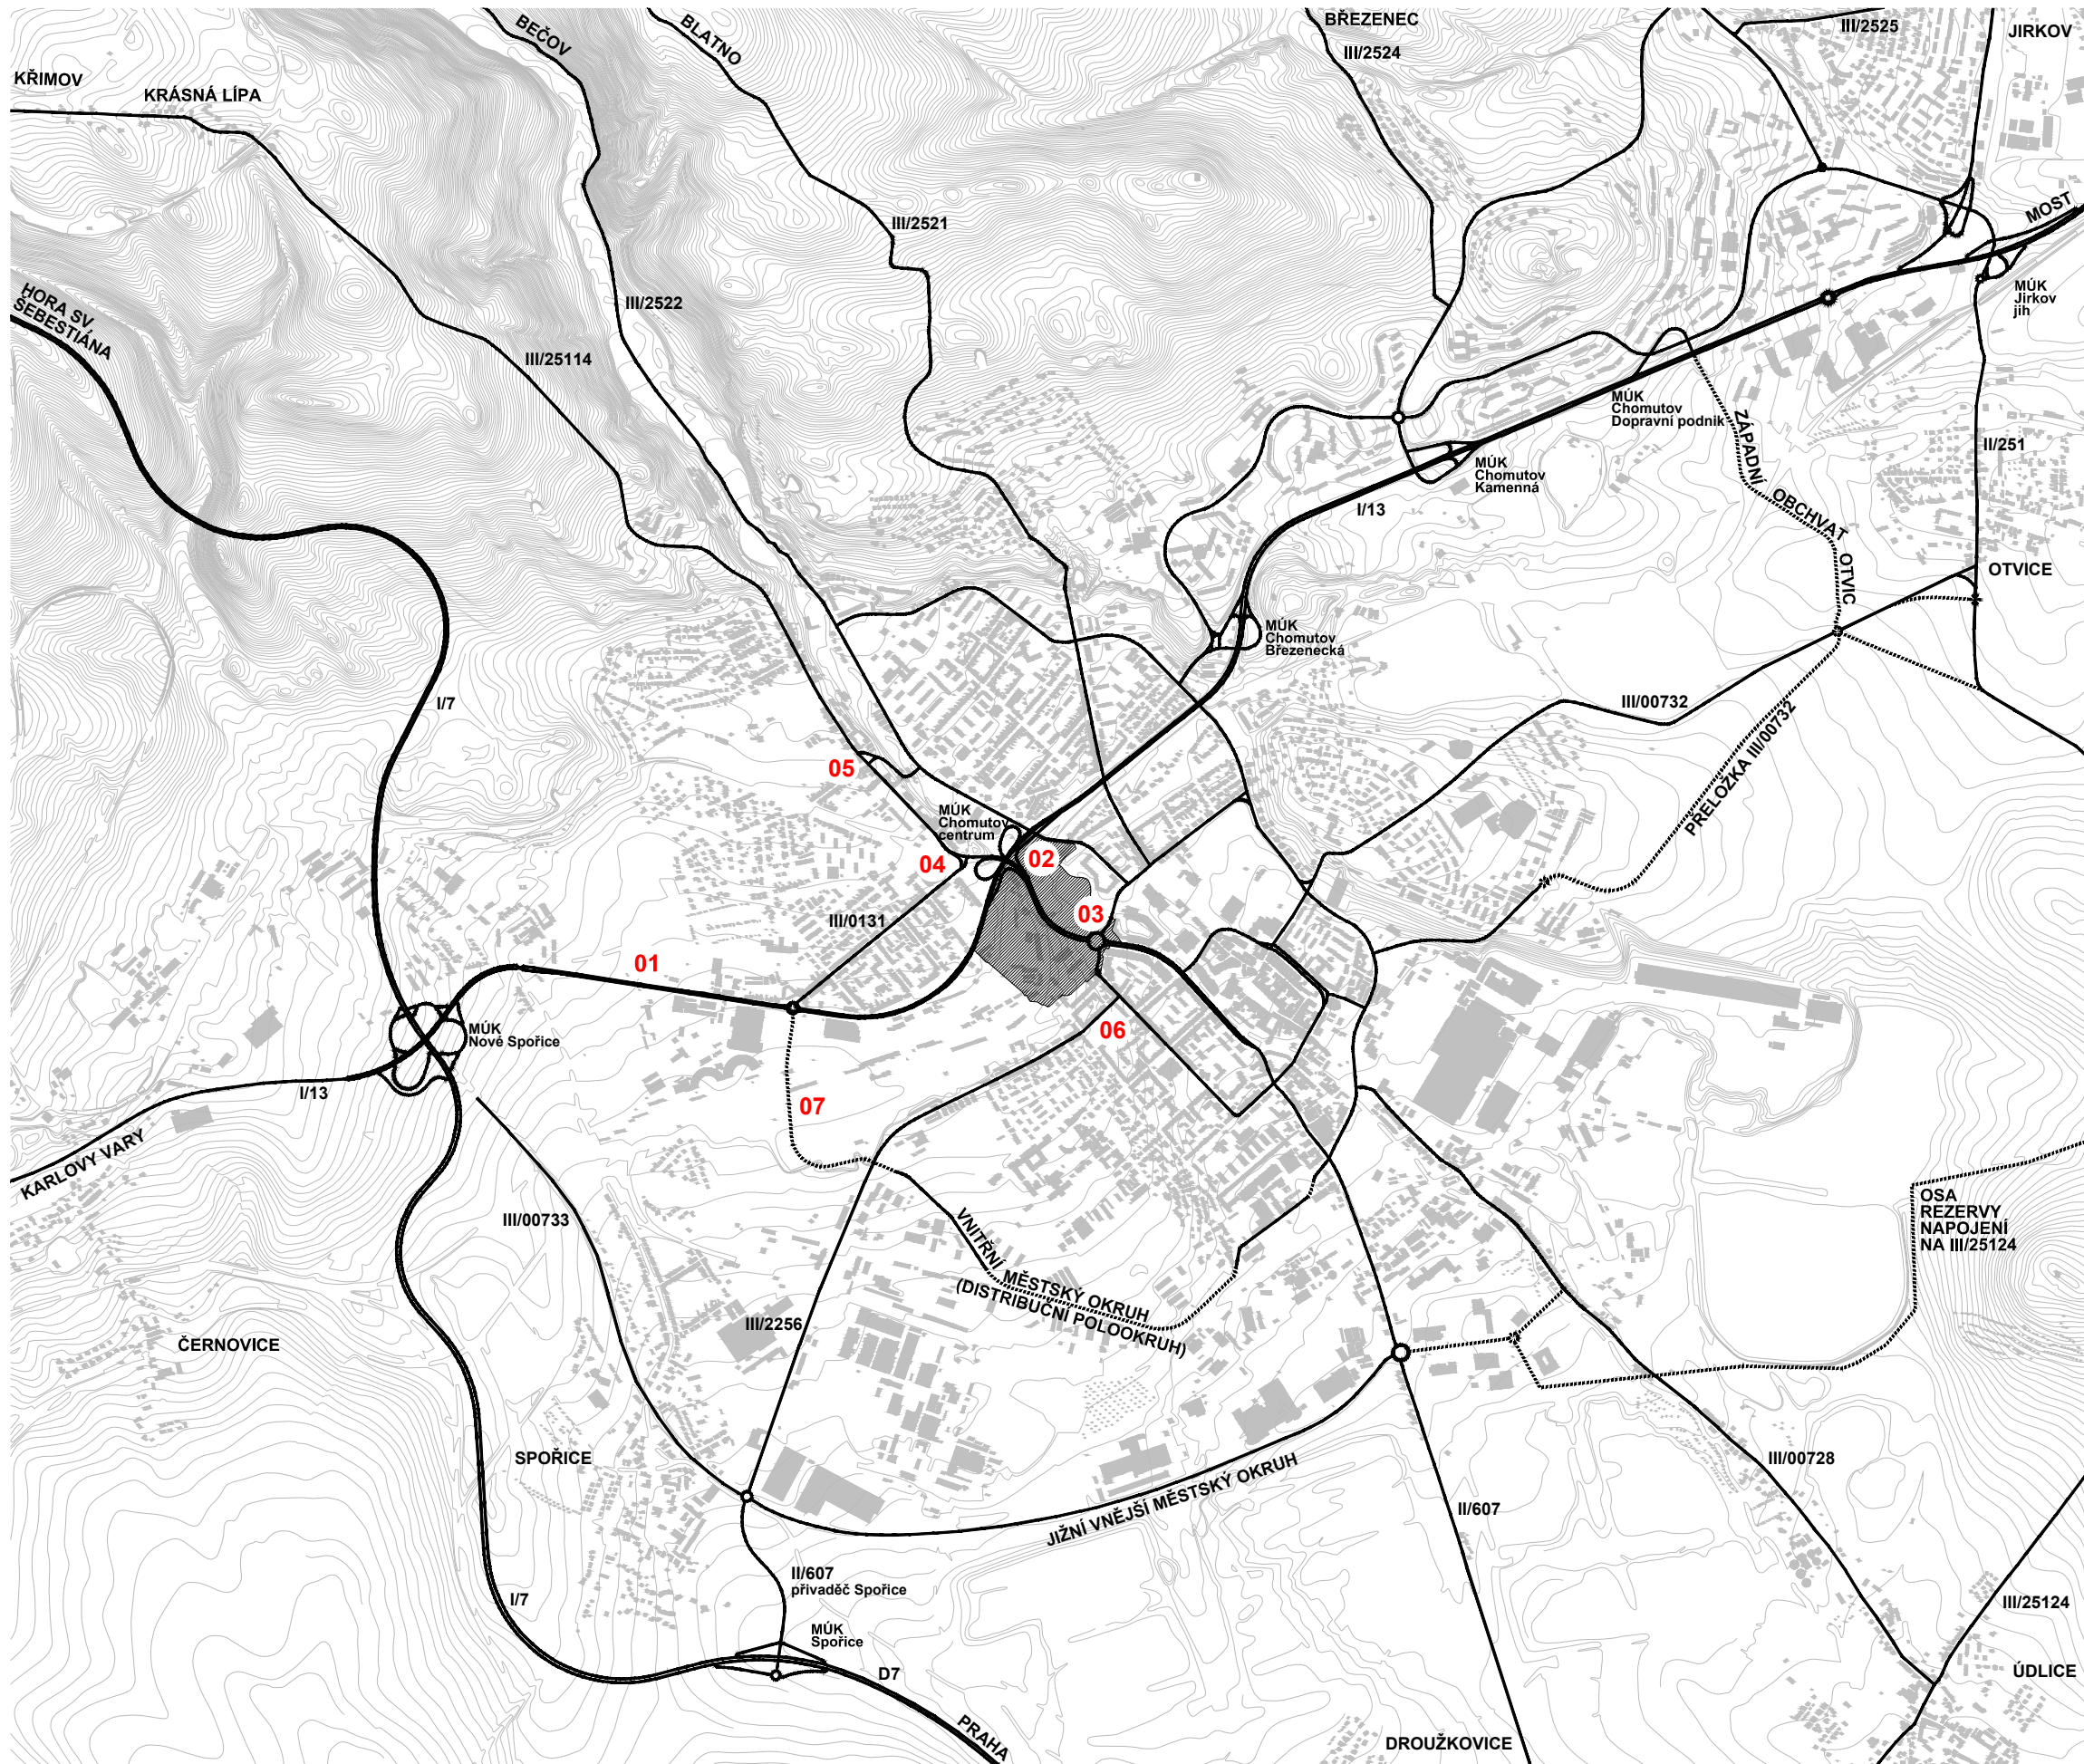 BEČOV
BLATNO
BŘEZENEC
III/2524
III/2525
JIRKOV
KŘIMOV
KRÁSNÁ LÍPA
III/2521
MOST
HORA SV
ŠEBESTIÁNA
III/2522
MÚK
Jirkov
jih
III/25114
MÚK
Chomutov
Dopravní podnik
ZÁPADNÍ OBCHVAT OTVIC
II/251
MÚK
Chomutov
Kamenná
I/13
OTVICE
MÚK
Chomutov
Březenecká
I/7
III/00732
PŘELOŽKA III/00732
05
MÚK
Chomutov
centrum
04
02
03
III/0131
01
06
MÚK
Nové Spořice
I/13
07
KARLOVY VARY
III/00733
VNITŘNÍ MĚSTSKÝ OKRUH
(DISTRIBUČNÍ POLOOKRUH)
OSA
REZERVY
NAPOJENÍ
NA III/25124
III/2256
ČERNOVICE
SPOŘICE
III/00728
JIŽNÍ VNĚJŠÍ MĚSTSKÝ OKRUH
II/607
II/607
přivaděč Spořice
I/7
III/25124
MÚK
Spořice
D7
ÚDLICE
PRAHA
DROUŽKOVICE